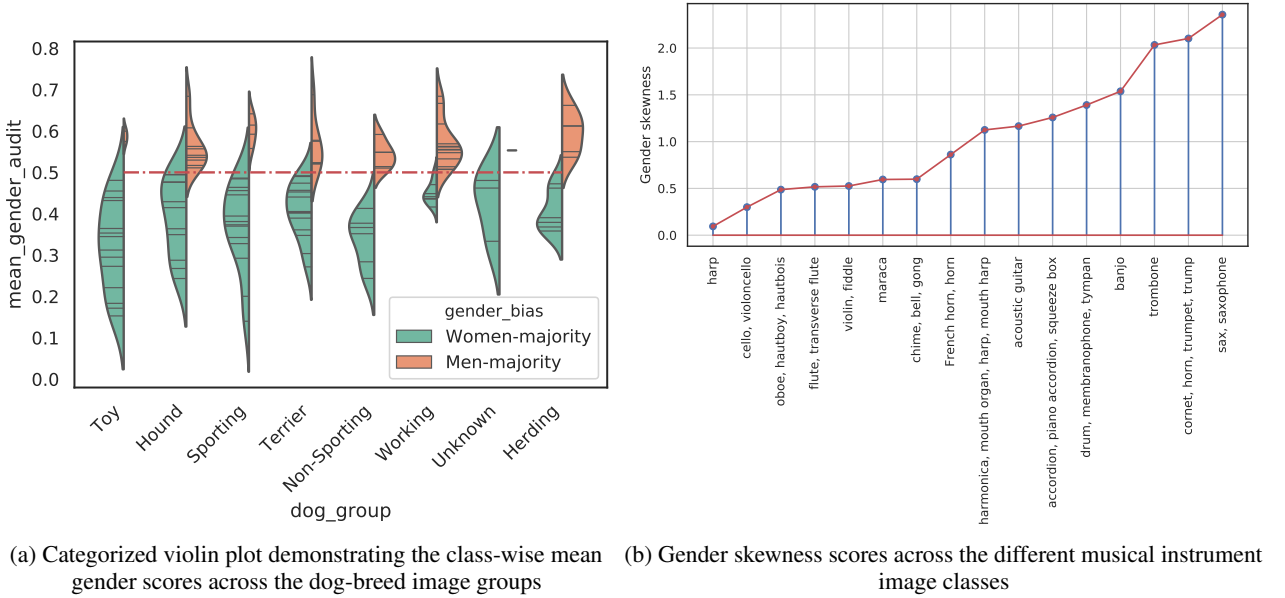 mean_gender_audit
0.8
0.7
0.6
0.5
0.4
0.3
0.2
0.1
0.0
gender_bias
Women-majority
Men-majority
Toy
Hound
Sporting
Terrier
Non-Sporting
Working
Unknown
Herding
dog_group
(a) Categorized violin plot demonstrating the class-wise mean
gender scores across the dog-breed image groups
Gender skewness
2.0
1.5
1.0
0.5
0.0
harp
cello, violoncello
oboe, hautboy, hautbois
flute, transverse flute
violin, fiddle
maraca
chime, bell, gong
French horn, horn
harmonica, mouth organ, harp, mouth harp
acoustic guitar
accordion, piano accordion, squeeze box
drum, membranophone, tympan
banjo
trombone
cornet, horn, trumpet, trump
sax, saxophone
(b) Gender skewness scores across the different musical instrument
image classes